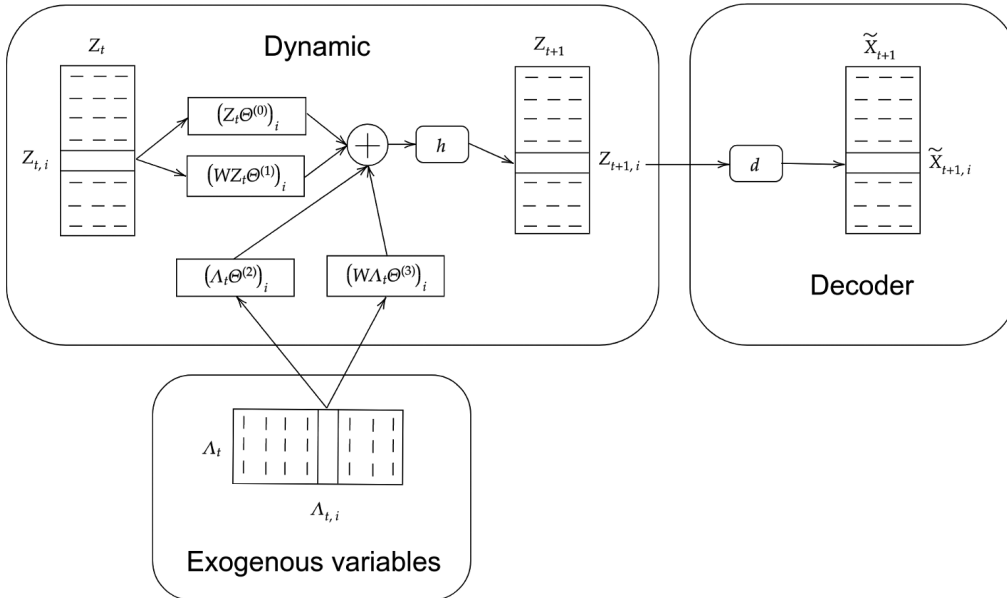 Dynamic
Z_t
Z_{t,i}
(Z_tΘ^{(0)})_i
(WZ_tΘ^{(1)})_i
+
h
Z_{t+1}
Z_{t+1,i}
(Λ_tΘ^{(2)})_i
(WΛ_tΘ^{(3)})_i
d
X̃_{t+1}
X̃_{t+1,i}
Decoder
Λ_t
Λ_{t,i}
Exogenous variables